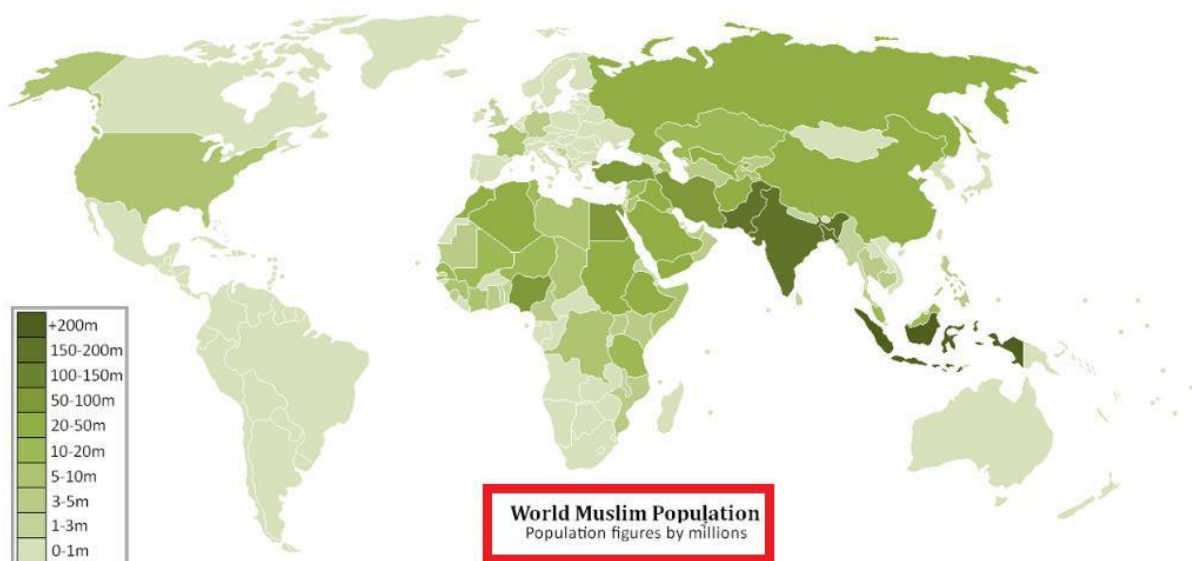 +200m
150-200m
100-150m
50-100m
20-50m
10-20m
5-10m
3-5m
1-3m
0-1m
World Muslim Population
Population figures by millions